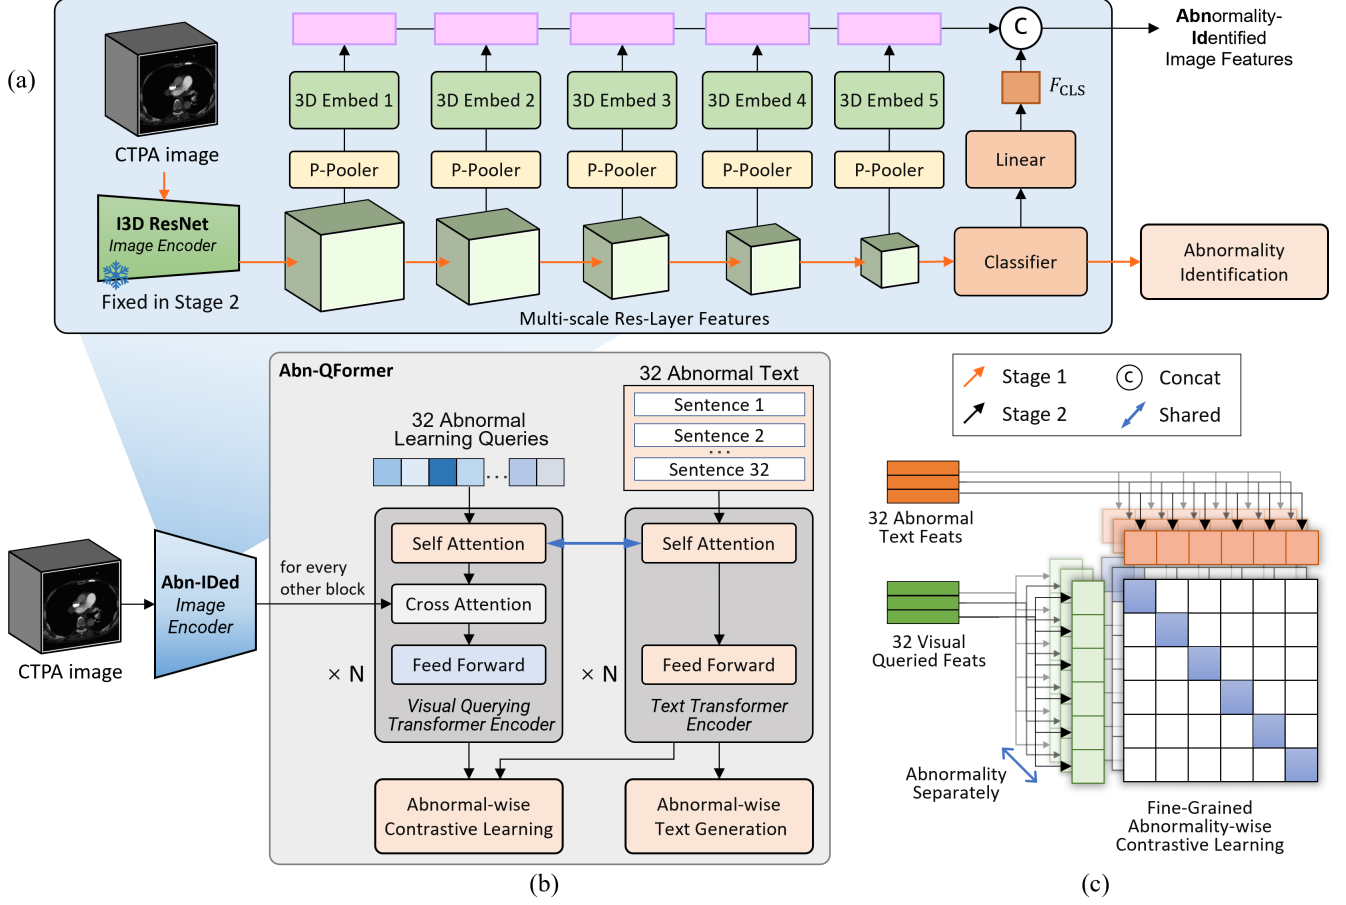 (a)
CTPA image
I3D ResNet
Image Encoder
Fixed in Stage 2
3D Embed 1
3D Embed 2
3D Embed 3
3D Embed 4
3D Embed 5
P-Pooler
P-Pooler
P-Pooler
P-Pooler
P-Pooler
C
F_CLS
Linear
Classifier
Multi-scale Res-Layer Features
Abnormality-
Identified
Image Features
Abnormality
Identification
Abn-QFormer
32 Abnormal
Learning Queries
...
32 Abnormal Text
Sentence 1
Sentence 2
...
Sentence 32
CTPA image
Abn-IDed
Image
Encoder
for every
other block
Self Attention
Cross Attention
Feed Forward
× N
Visual Querying
Transformer Encoder
Self Attention
Feed Forward
× N
Text Transformer
Encoder
Abnormal-wise
Contrastive Learning
Abnormal-wise
Text Generation
(b)
Stage 1
C Concat
Stage 2
Shared
32 Abnormal
Text Feats
32 Visual
Queried Feats
Abnormality
Separately
Fine-Grained
Abnormality-wise
Contrastive Learning
(c)